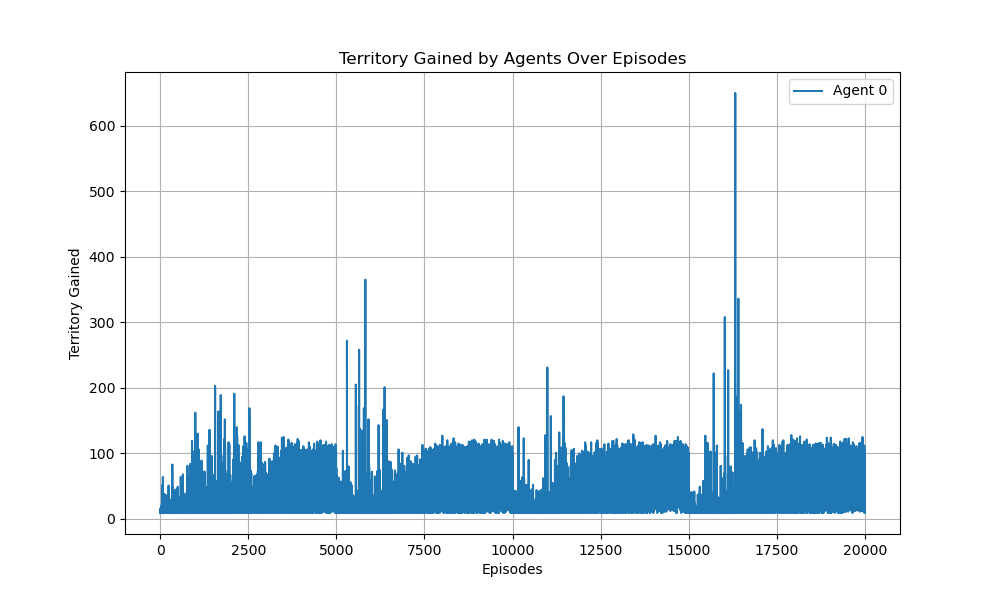 Territory Gained by Agents Over Episodes
Agent 0
Territory Gained
600
500
400
300
200
100
0
0 2500 5000 7500 10000 12500 15000 17500 20000
Episodes